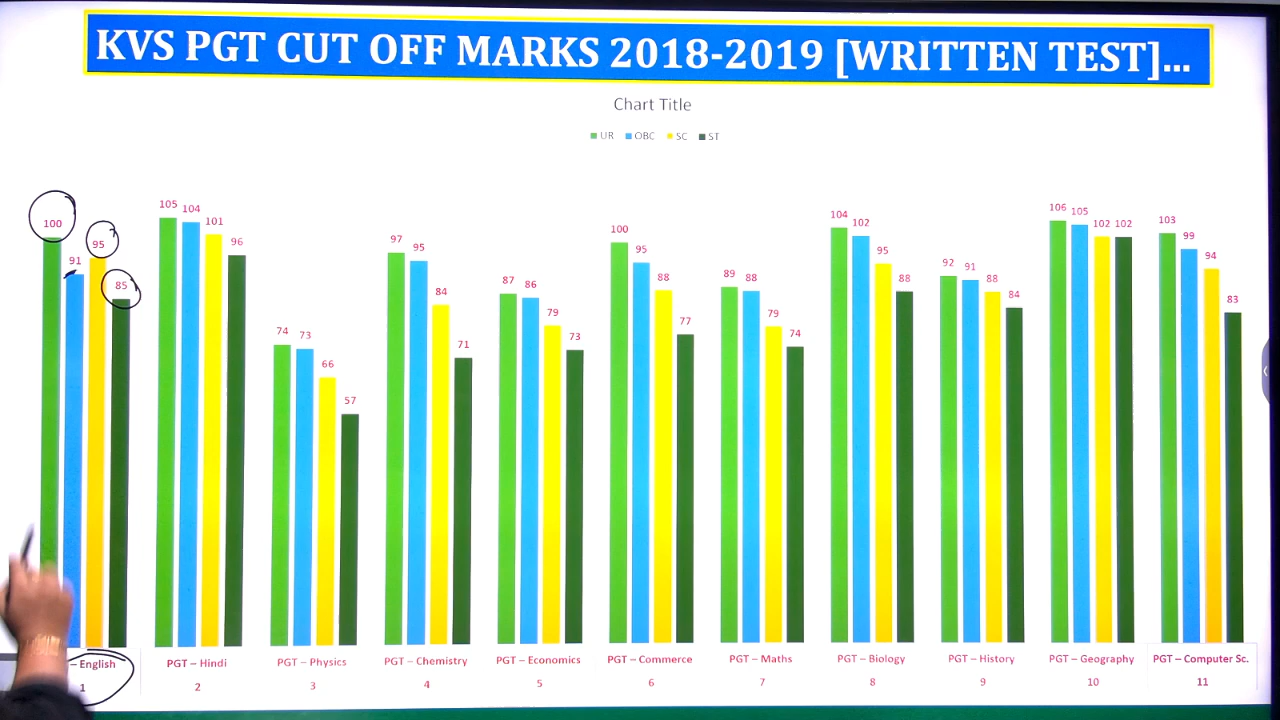 KVS PGT CUT OFF MARKS 2018-2019 [WRITTEN TEST]...
Chart Title
UR OBC SC ST
100 91 95 85
105 104 101 96
74 73 66 57
97 95 84 71
87 86 79 73
100 95 88 77
89 88 79 74
104 102 95 88
92 91 88 84
106 105 102 102
103 99 94 83
– English PGT – Hindi PGT – Physics PGT – Chemistry PGT – Economics PGT – Commerce PGT – Maths PGT – Biology PGT – History PGT – Geography PGT – Computer Sc.
1 2 3 4 5 6 7 8 9 10 11